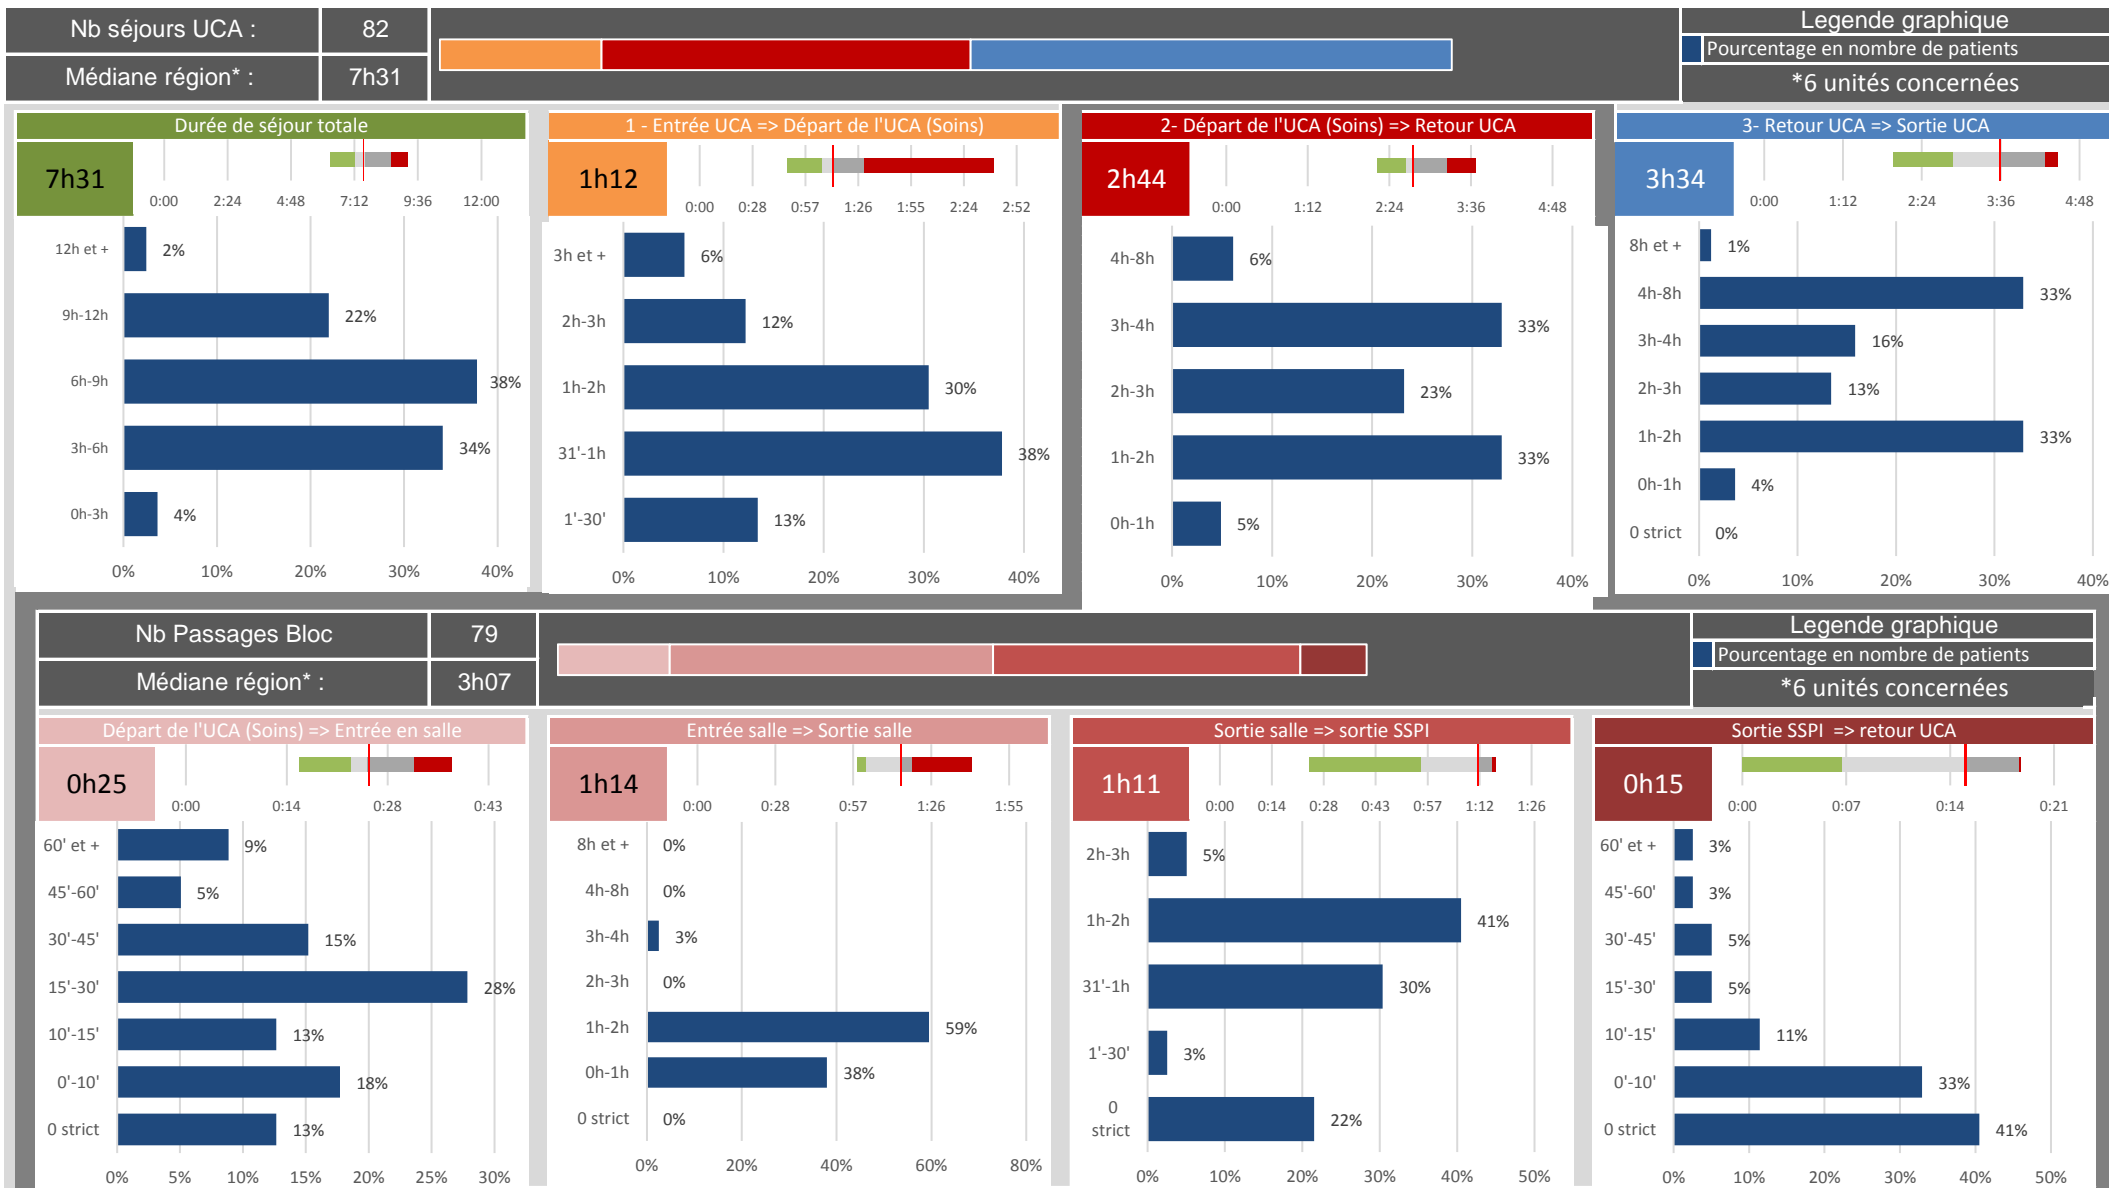 Nb séjours UCA : 82
Médiane région* : 7h31
Legende graphique
Pourcentage en nombre de patients
*6 unités concernées
Durée de séjour totale
7h31
0:00 2:24 4:48 7:12 9:36 12:00
12h et + 2%
9h-12h 22%
6h-9h 38%
3h-6h 34%
0h-3h 4%
0% 10% 20% 30% 40%
1 - Entrée UCA => Départ de l'UCA (Soins)
1h12
0:00 0:28 0:57 1:26 1:55 2:24 2:52
3h et + 6%
2h-3h 12%
1h-2h 30%
31'-1h 38%
1'-30' 13%
0% 10% 20% 30% 40%
2- Départ de l'UCA (Soins) => Retour UCA
2h44
0:00 1:12 2:24 3:36 4:48
4h-8h 6%
3h-4h 33%
2h-3h 23%
1h-2h 33%
0h-1h 5%
0% 10% 20% 30% 40%
3- Retour UCA => Sortie UCA
3h34
0:00 1:12 2:24 3:36 4:48
8h et + 1%
4h-8h 33%
3h-4h 16%
2h-3h 13%
1h-2h 33%
0h-1h 4%
0 strict 0%
0% 10% 20% 30% 40%
Nb Passages Bloc 79
Médiane région* : 3h07
Legende graphique
Pourcentage en nombre de patients
*6 unités concernées
Départ de l'UCA (Soins) => Entrée en salle
0h25
0:00 0:14 0:28 0:43
60' et + 9%
45'-60' 5%
30'-45' 15%
15'-30' 28%
10'-15' 13%
0'-10' 18%
0 strict 13%
0% 5% 10% 15% 20% 25% 30%
Entrée salle => Sortie salle
1h14
0:00 0:28 0:57 1:26 1:55
8h et + 0%
4h-8h 0%
3h-4h 3%
2h-3h 0%
1h-2h 59%
0h-1h 38%
0 strict 0%
0% 20% 40% 60% 80%
Sortie salle => sortie SSPI
1h11
0:00 0:14 0:28 0:43 0:57 1:12 1:26
2h-3h 5%
1h-2h 41%
31'-1h 30%
1'-30' 3%
0
strict 22%
0% 10% 20% 30% 40% 50%
Sortie SSPI => retour UCA
0h15
0:00 0:07 0:14 0:21
60' et + 3%
45'-60' 3%
30'-45' 5%
15'-30' 5%
10'-15' 11%
0'-10' 33%
0 strict 41%
0% 10% 20% 30% 40% 50%